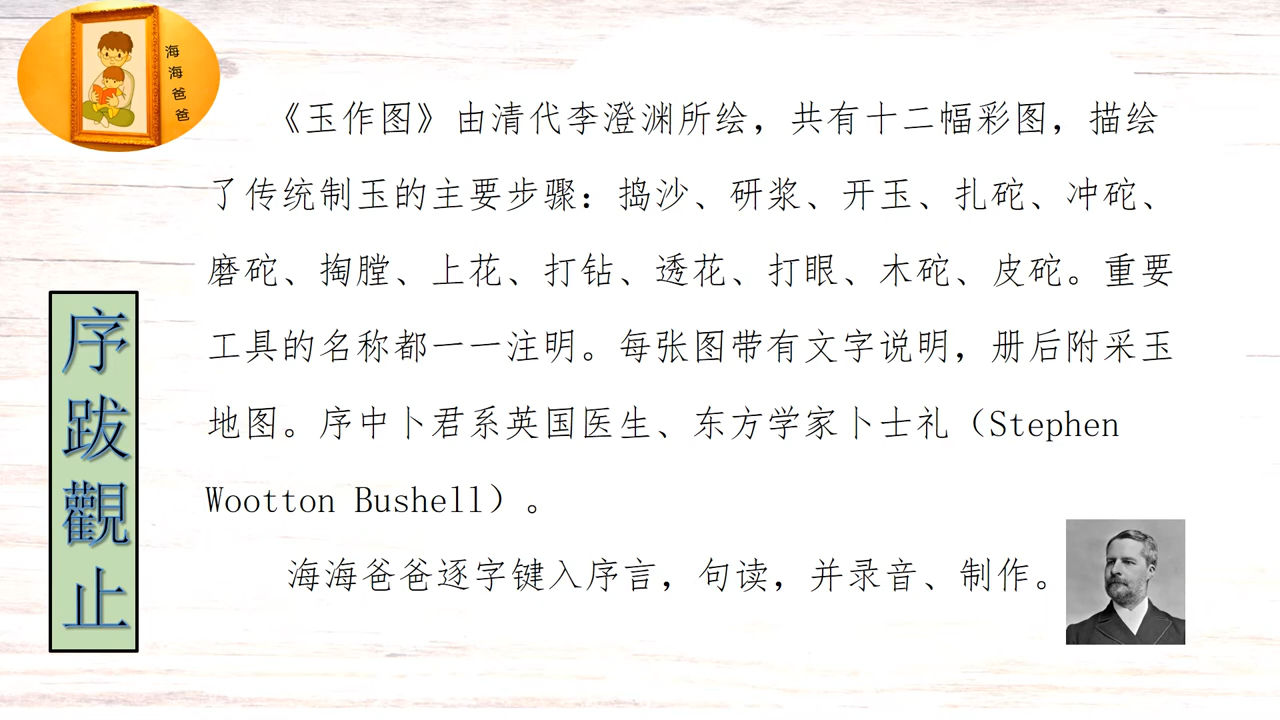 海海爸爸
《玉作图》由清代李澄渊所绘，共有十二幅彩图，描绘
了传统制玉的主要步骤：捣沙、研浆、开玉、扎砣、冲砣、
磨砣、掏膛、上花、打钻、透花、打眼、木砣、皮砣。重要
工具的名称都一一注明。每张图带有文字说明，册后附采玉
地图。序中卜君系英国医生、东方学家卜士礼（Stephen
Wootton Bushell）。
海海爸爸逐字键入序言，句读，并录音、制作。
序跋觀止